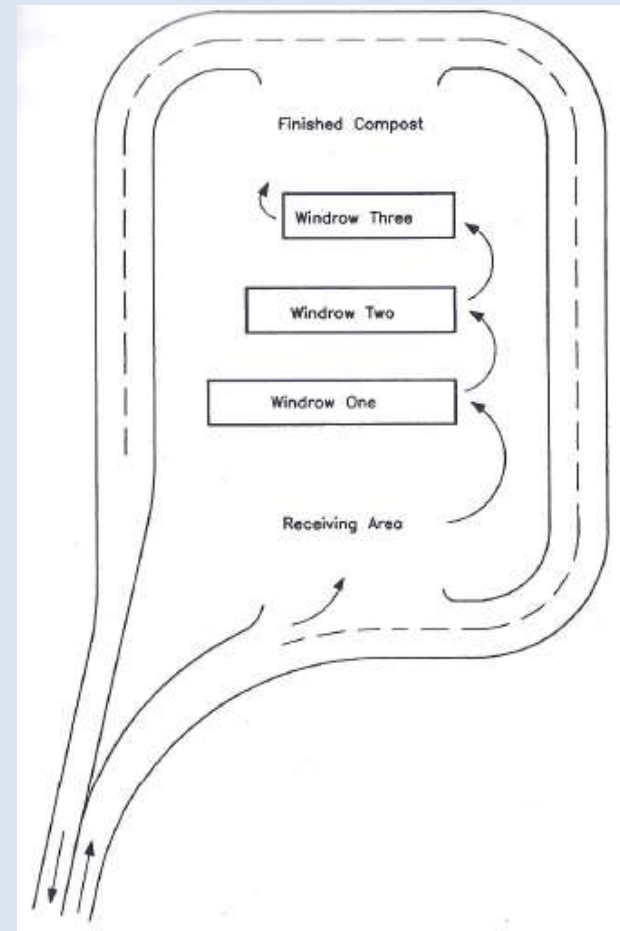 Finished Compost
Windrow Three
Windrow Two
Windrow One
Receiving Area